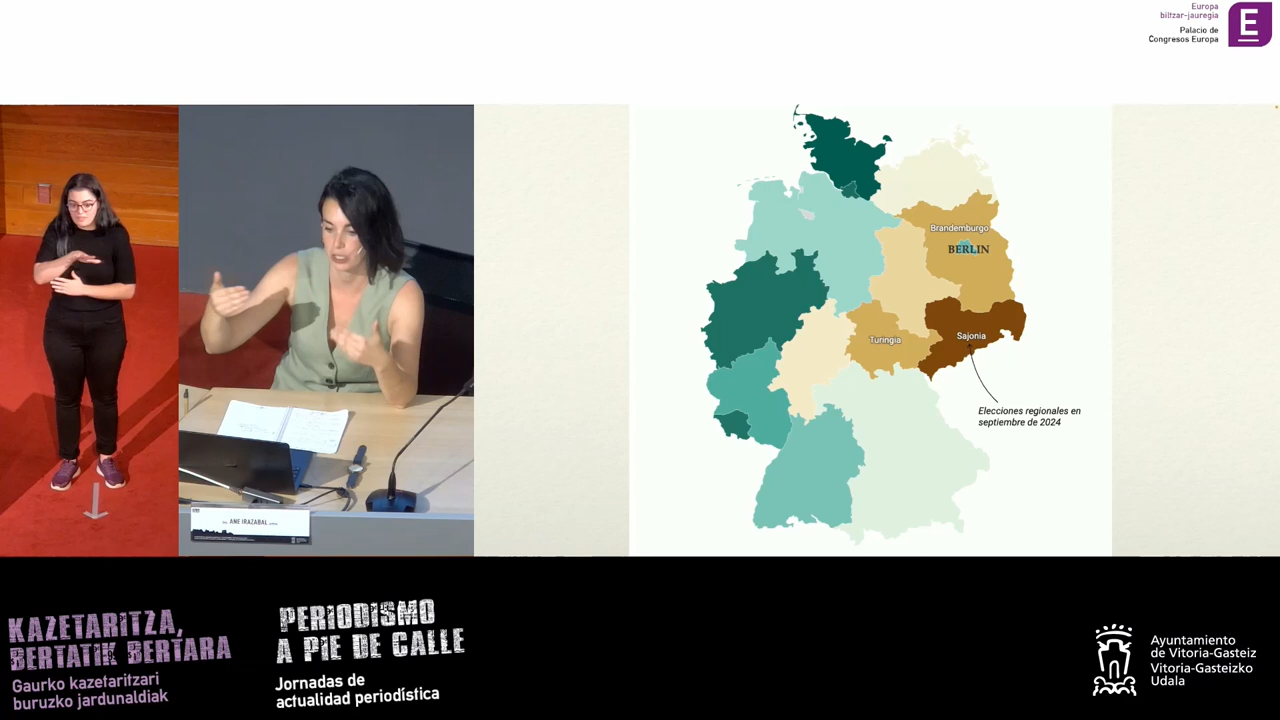 Europa
biltzar-jauregia
Palacio de
Congresos Europa
E
Brandemburgo
BERLIN
Turingia
Sajonia
Elecciones regionales en
septiembre de 2024
ANE IRAZABAL
KAZETARITZA,
BERTATIK BERTARA
Gaurko kazetaritzari
buruzko jardunaldiak
PERIODISMO
A PIE DE CALLE
Jornadas de
actualidad periodística
Ayuntamiento
de Vitoria-Gasteiz
Vitoria-Gasteizko
Udala